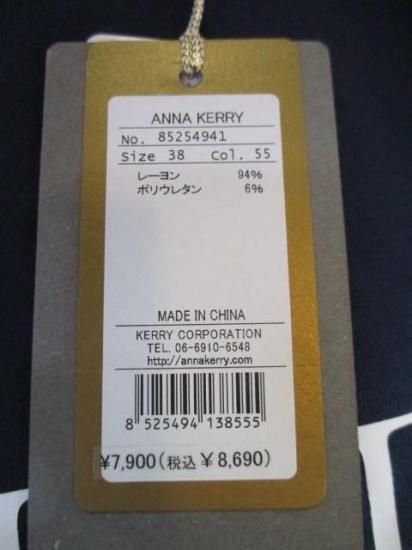 ANNA KERRY
No. 85254941
Size 38 Col. 55
レーヨン 94%
ポリウレタン 6%
MADE IN CHINA
KERRY CORPORATION
TEL. 06-6910-6548
http://annakerry.com
8 525494 138555
¥7,900(税込¥8,690)